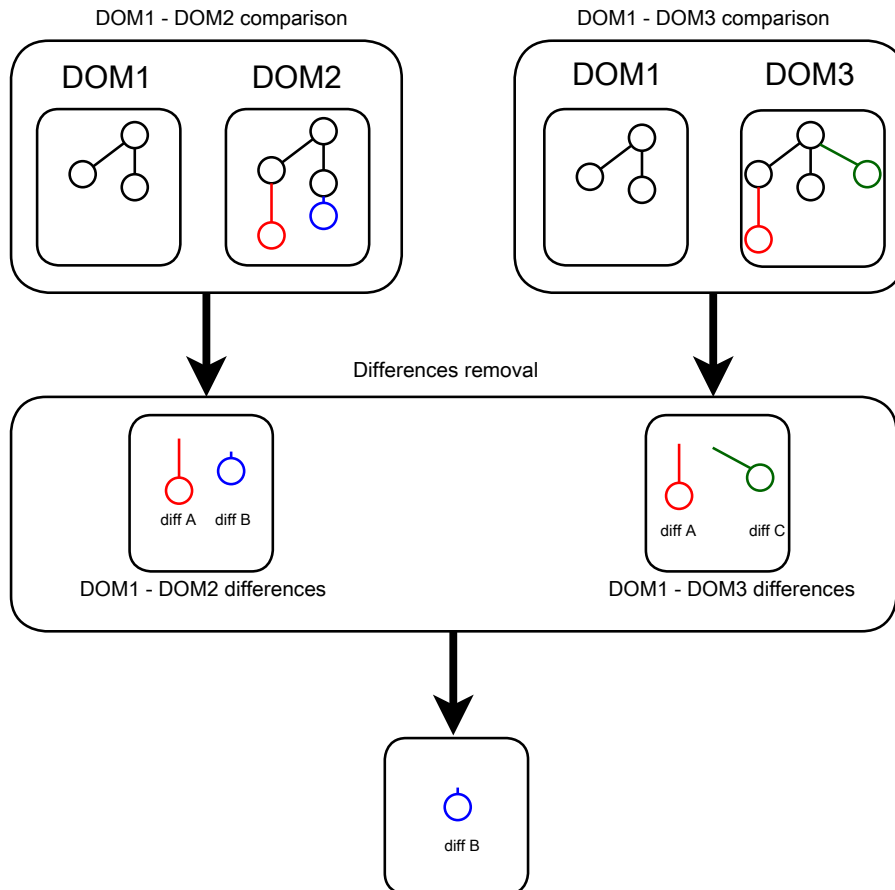 DOM1 - DOM2 comparison
DOM1 - DOM3 comparison
DOM1
DOM2
DOM1
DOM3
Differences removal
diff A
diff B
diff A
diff C
DOM1 - DOM2 differences
DOM1 - DOM3 differences
diff B